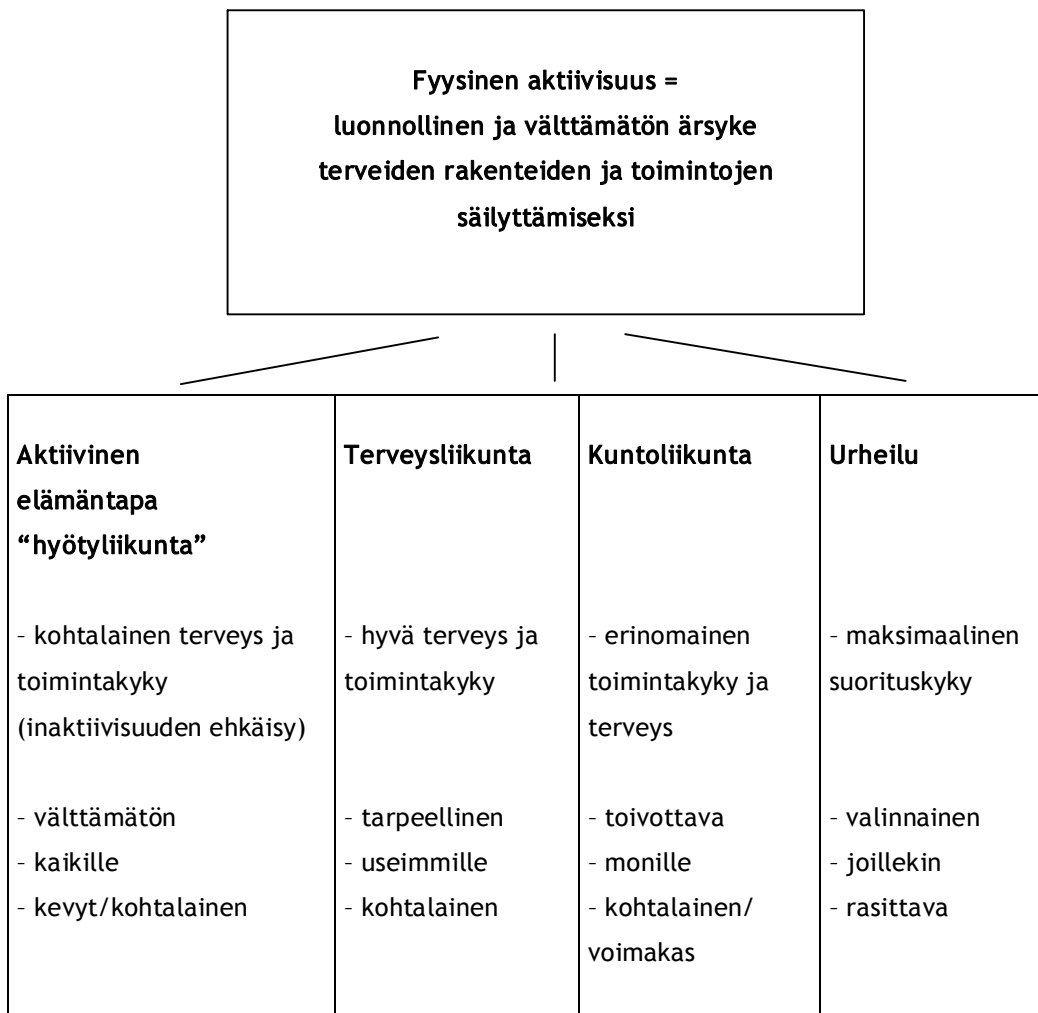 Fyysinen aktiivisuus =
luonnollinen ja välttämätön ärsyke
terveiden rakenteiden ja toimintojen
säilyttämiseksi
Aktiivinen
elämäntapa
“hyötyliikunta”
– kohtalainen terveys ja
toimintakyky
(inaktiivisuuden ehkäisy)
– välttämätön
– kaikille
– kevyt/kohtalainen
Terveysliikunta
– hyvä terveys ja
toimintakyky
– tarpeellinen
– useimmille
– kohtalainen
Kuntoliikunta
– erinomainen
toimintakyky ja
terveys
– toivottava
– monille
– kohtalainen/
voimakas
Urheilu
– maksimaalinen
suorituskyky
– valinnainen
– joillekin
– rasittava